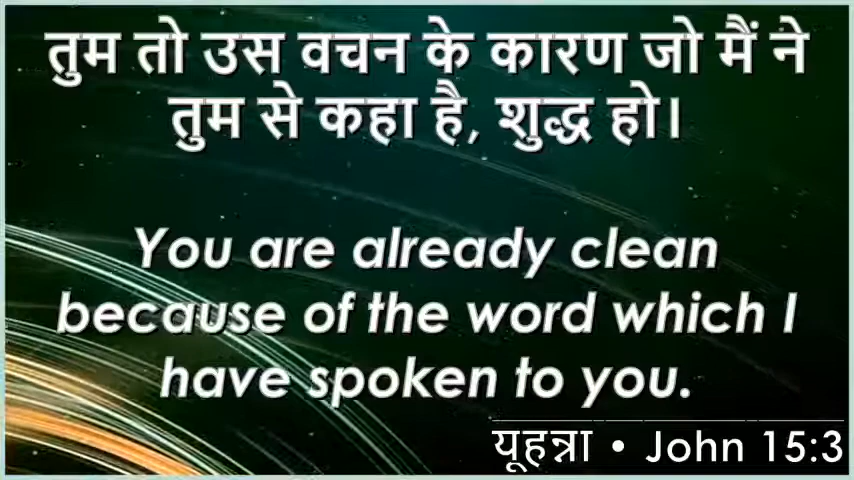 तुम तो उस वचन के कारण जो मैं ने
तुम से कहा है, शुद्ध हो।
You are already clean
because of the word which I
have spoken to you.
यूहन्ना • John 15:3